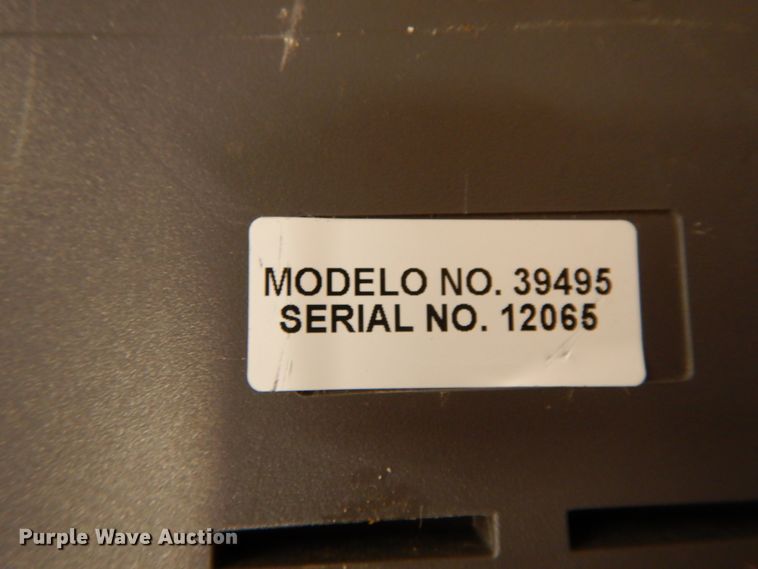 MODELO NO. 39495
SERIAL NO. 12065
Purple Wave Auction